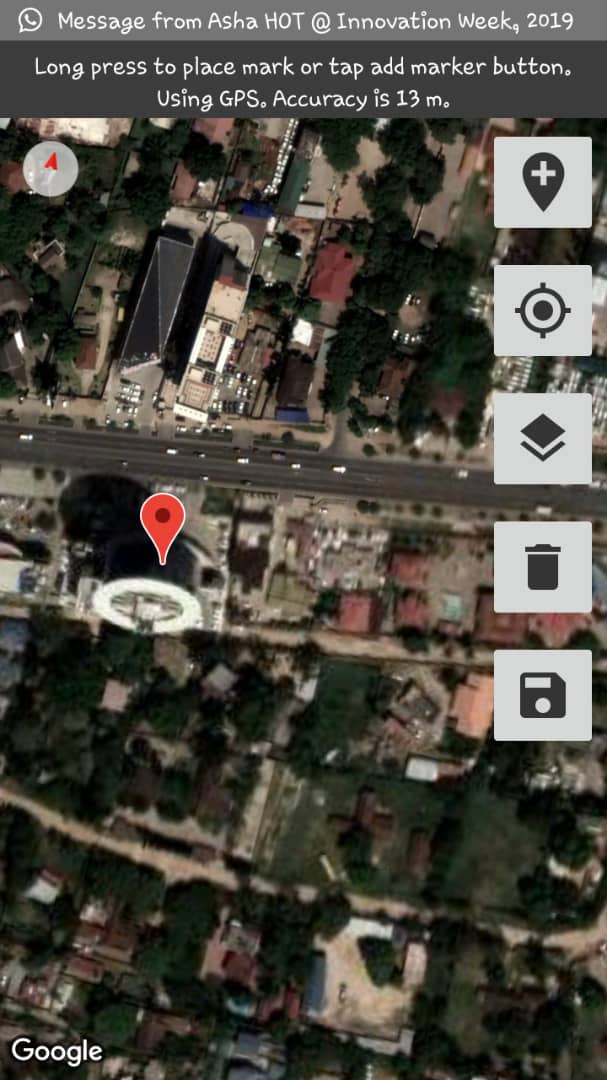 Message from Asha HOT @ Innovation Week, 2019
Long press to place mark or tap add marker button.
Using GPS. Accuracy is 13 m.
Google